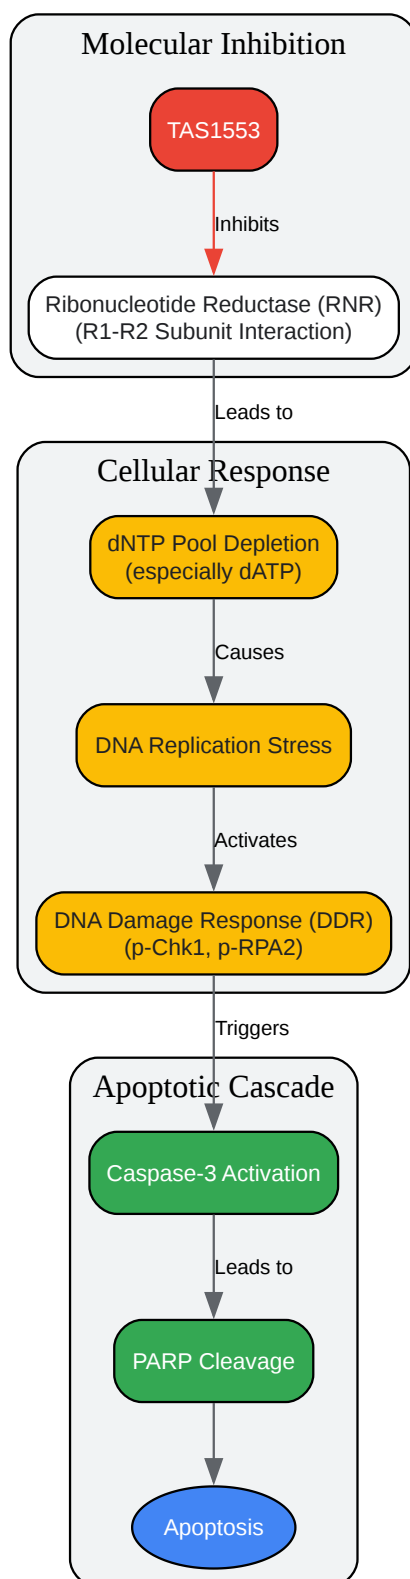 Molecular Inhibition
TAS1553
Inhibits
Ribonucleotide Reductase (RNR)
(R1-R2 Subunit Interaction)
Leads to
Cellular Response
dNTP Pool Depletion
(especially dATP)
Causes
DNA Replication Stress
Activates
DNA Damage Response (DDR)
(p-Chk1, p-RPA2)
Triggers
Apoptotic Cascade
Caspase-3 Activation
Leads to
PARP Cleavage
Apoptosis